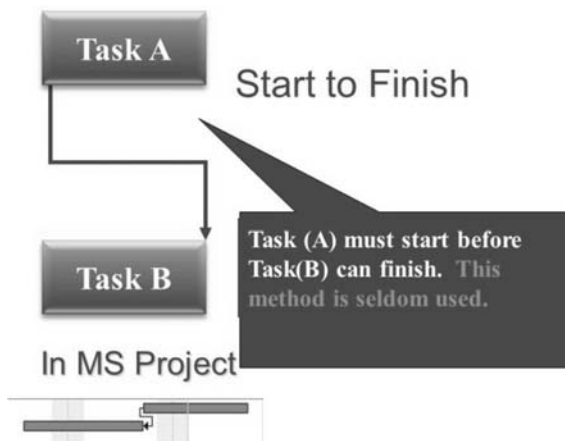 Task A
Start to Finish
Task (A) must start before
Task(B) can finish. This
method is seldom used.
Task B
In MS Project